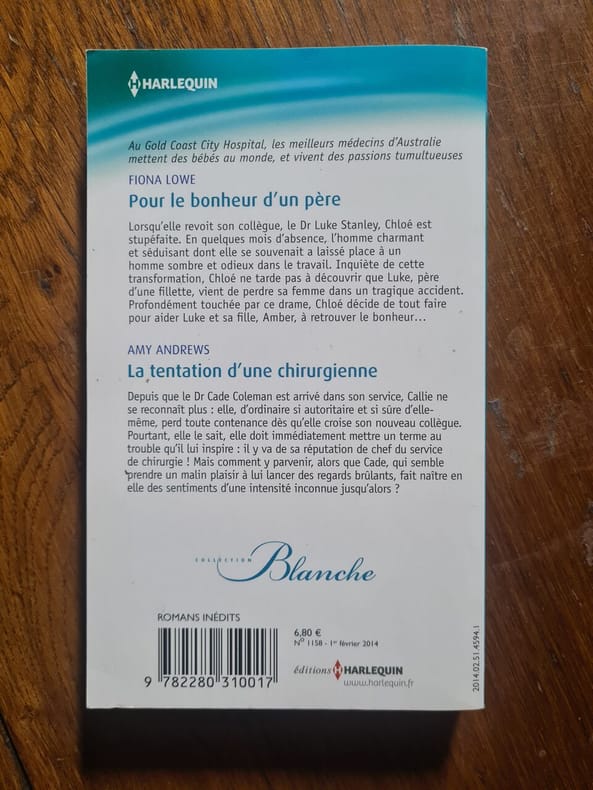 HARLEQUIN
Au Gold Coast City Hospital, les meilleurs médecins d'Australie
mettent des bébés au monde, et vivent des passions tumultueuses
FIONA LOWE
Pour le bonheur d'un père
Lorsqu'elle revoit son collègue, le Dr Luke Stanley, Chloé est
stupéfaite. En quelques mois d'absence, l'homme charmant
et séduisant dont elle se souvenait a laissé place à un
homme sombre et odieux dans le travail. Inquiète de cette
transformation, Chloé ne tarde pas à découvrir que Luke, père
d'une fillette, vient de perdre sa femme dans un tragique accident.
Profondément touchée par ce drame, Chloé décide de tout faire
pour aider Luke et sa fille, Amber, à retrouver le bonheur…
AMY ANDREWS
La tentation d'une chirurgienne
Depuis que le Dr Cade Coleman est arrivé dans son service, Callie ne
se reconnaît plus : elle, d'ordinaire si autoritaire et si sûre d'elle-
même, perd toute contenance dès qu'elle croise son nouveau collègue.
Pourtant, elle le sait, elle doit immédiatement mettre un terme au
trouble qu'il lui inspire : il y va de sa réputation de chef du service
de chirurgie ! Mais comment y parvenir, alors que Cade, qui semble
prendre un malin plaisir à lui lancer des regards brûlants, fait naître en
elle des sentiments d'une intensité inconnue jusqu'alors ?
COLLECTION Blanche
ROMANS INÉDITS
6,80 €
N° 1158 - 1er février 2014
9 782280 310017
éditions HARLEQUIN
www.harlequin.fr
2014.02.51.4594.1